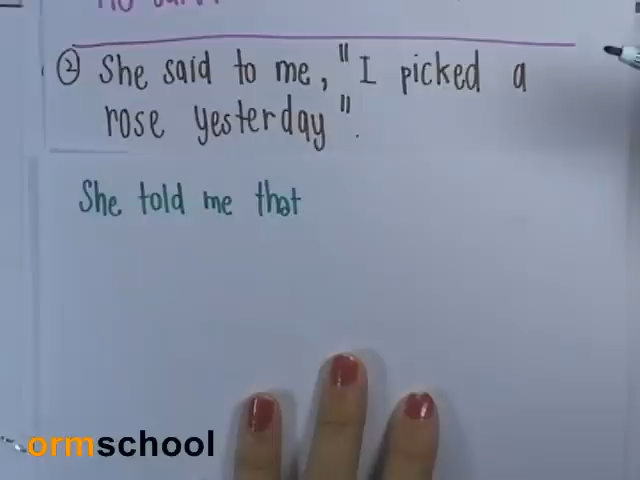 ② She said to me, "I picked a
rose yesterday".
She told me that
ormschool